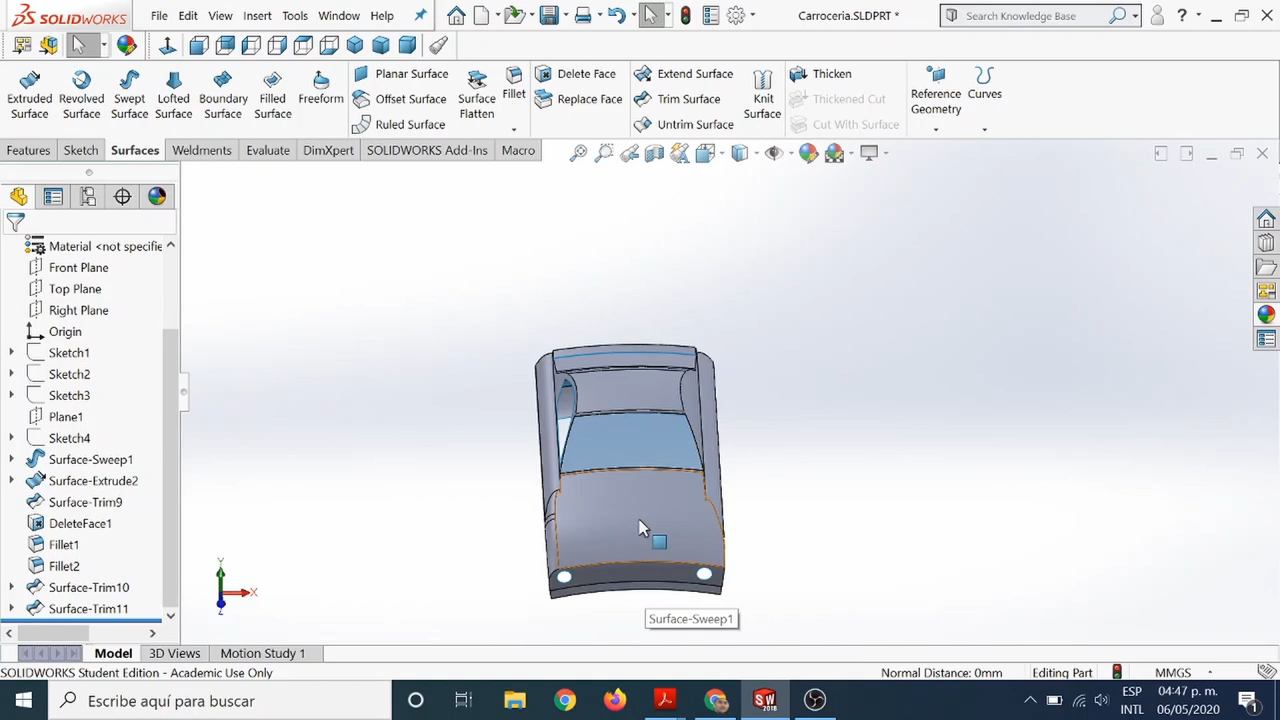 SOLIDWORKS File Edit View Insert Tools Window Help Carroceria.SLDPRT * Search Knowledge Base ?
Extruded Surface Revolved Surface Swept Surface Lofted Surface Boundary Surface Filled Surface Freeform
Planar Surface
Offset Surface
Ruled Surface
Surface Flatten
Fillet
Delete Face
Replace Face
Extend Surface
Trim Surface
Untrim Surface
Knit Surface
Thicken
Thickened Cut
Cut With Surface
Reference Geometry
Curves
Features Sketch Surfaces Weldments Evaluate DimXpert SOLIDWORKS Add-Ins Macro
Material <not specifie
Front Plane
Top Plane
Right Plane
Origin
Sketch1
Sketch2
Sketch3
Plane1
Sketch4
Surface-Sweep1
Surface-Extrude2
Surface-Trim9
DeleteFace1
Fillet1
Fillet2
Surface-Trim10
Surface-Trim11
Y
X
Z
Surface-Sweep1
Model 3D Views Motion Study 1
SOLIDWORKS Student Edition - Academic Use Only Normal Distance: 0mm Editing Part MMGS
Escribe aquí para buscar
SW
2018
ESP
INTL
04:47 p. m.
06/05/2020
1